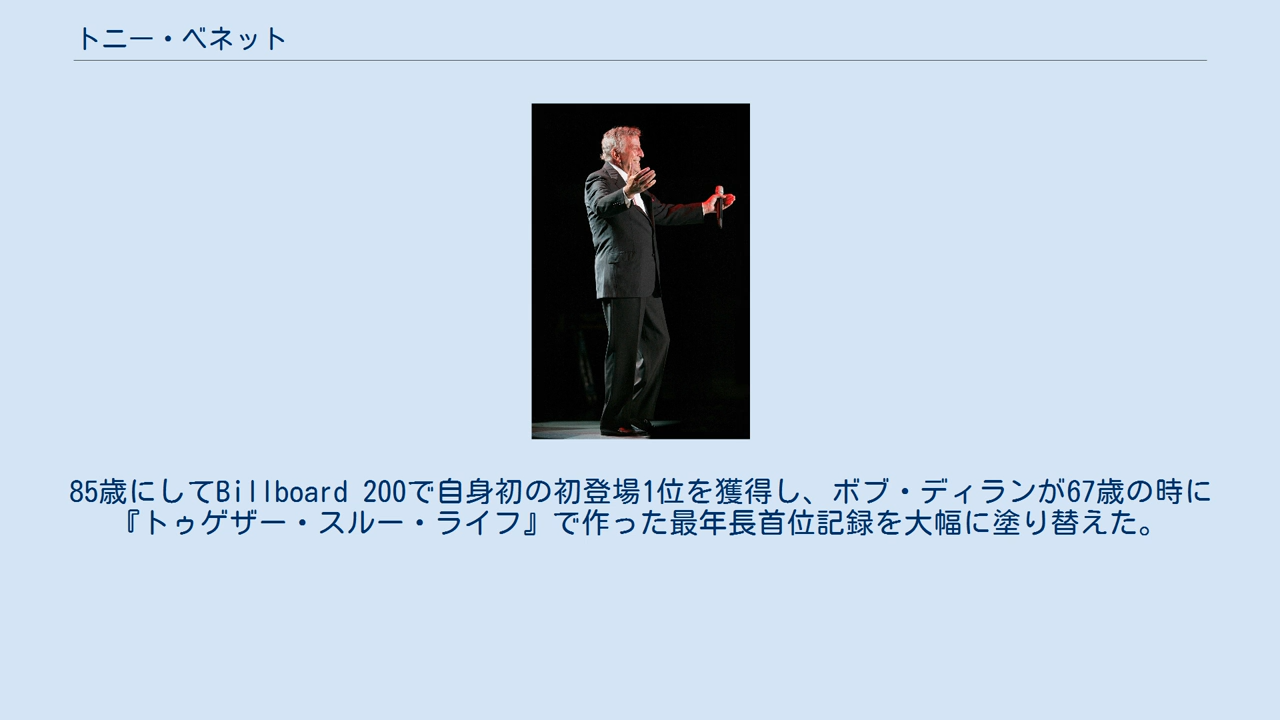 トニー・ベネット
85歳にしてBillboard 200で自身初の初登場1位を獲得し、ボブ・ディランが67歳の時に
『トゥゲザー・スルー・ライフ』で作った最年長首位記録を大幅に塗り替えた。